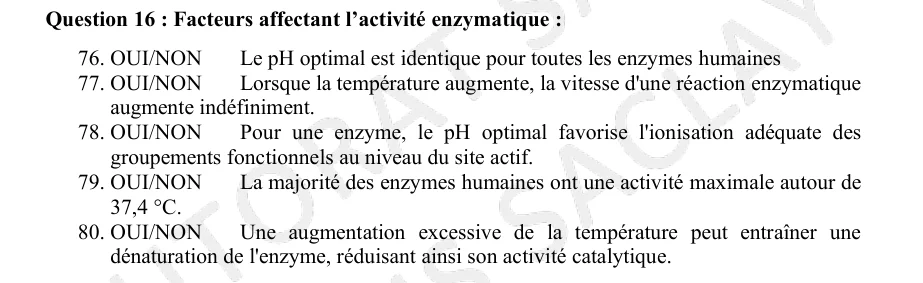 Question 16 : Facteurs affectant l'activité enzymatique :
76. OUI/NON Le pH optimal est identique pour toutes les enzymes humaines
77. OUI/NON Lorsque la température augmente, la vitesse d'une réaction enzymatique
augmente indéfiniment.
78. OUI/NON Pour une enzyme, le pH optimal favorise l'ionisation adéquate des
groupements fonctionnels au niveau du site actif.
79. OUI/NON La majorité des enzymes humaines ont une activité maximale autour de
37,4 °C.
80. OUI/NON Une augmentation excessive de la température peut entraîner une
dénaturation de l'enzyme, réduisant ainsi son activité catalytique.